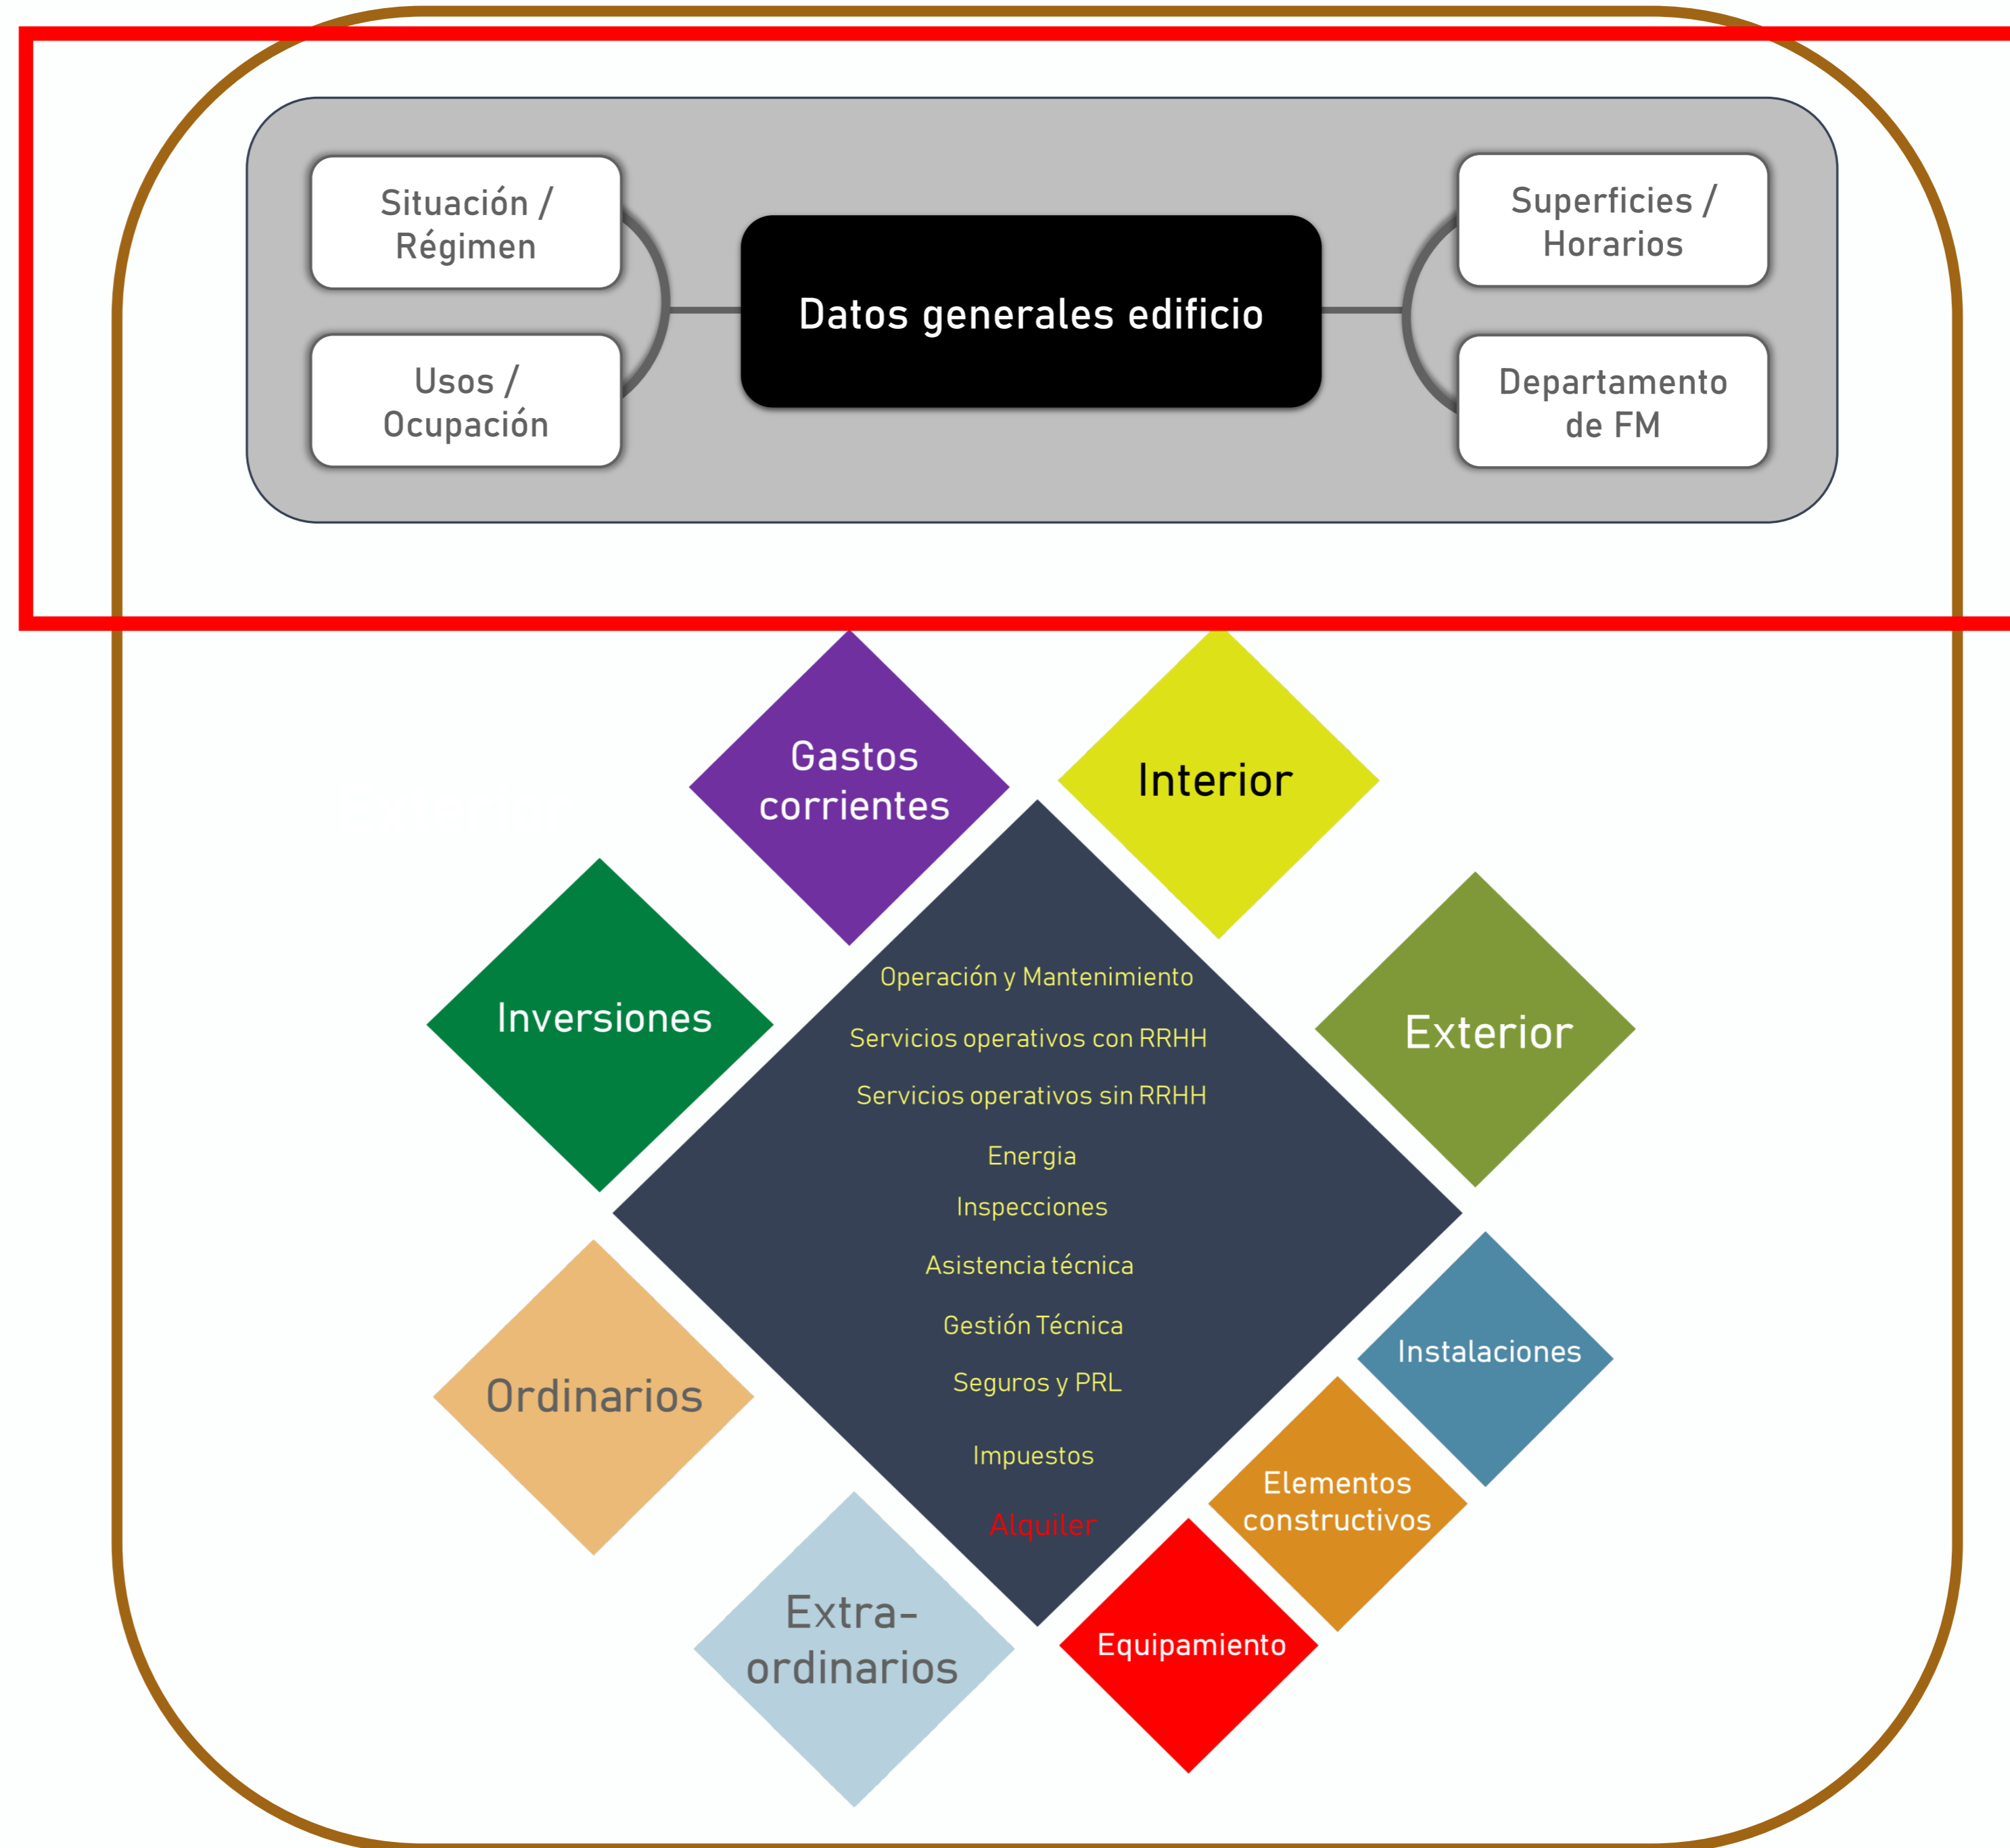 Situación /
Régimen
Usos /
Ocupación
Datos generales edificio
Superficies /
Horarios
Departamento
de FM
Gastos
corrientes
Interior
Inversiones
Exterior
Operación y Mantenimiento
Servicios operativos con RRHH
Servicios operativos sin RRHH
Energia
Inspecciones
Asistencia técnica
Gestión Técnica
Seguros y PRL
Impuestos
Alquiler
Ordinarios
Extra-
ordinarios
Instalaciones
Elementos
constructivos
Equipamiento